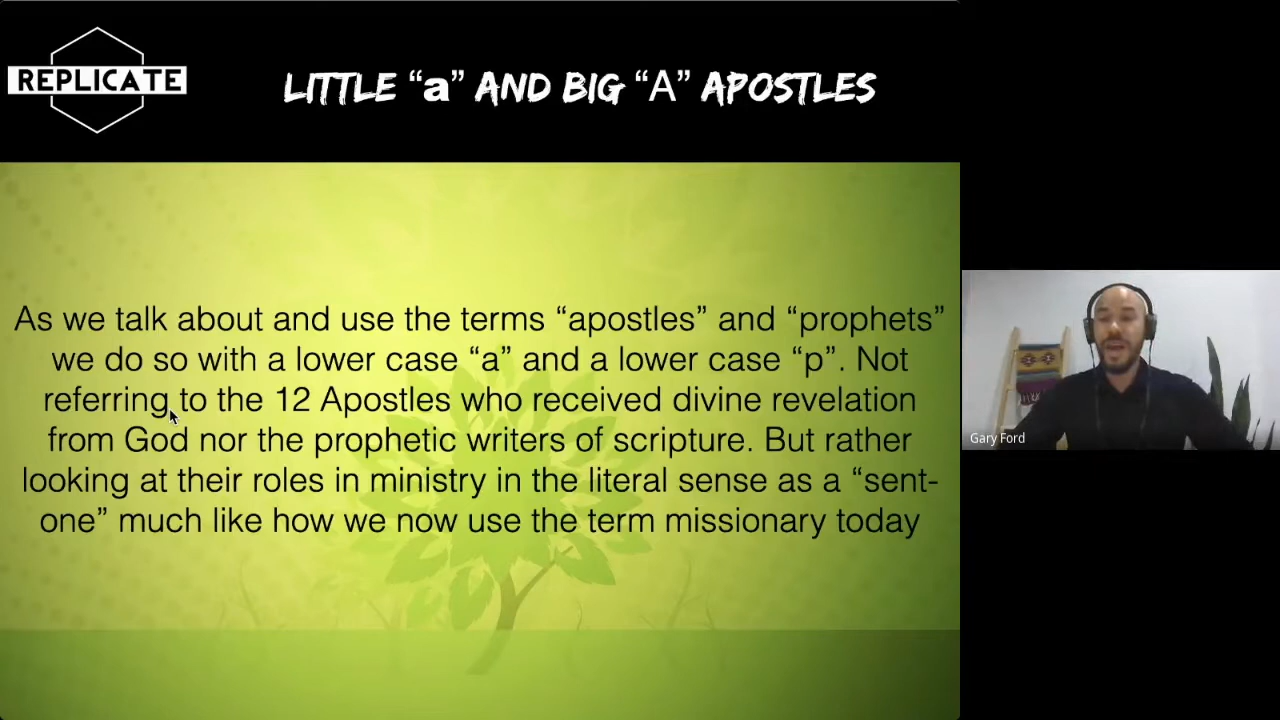 REPLICATE
LITTLE “a” AND BIG “A” APOSTLES
As we talk about and use the terms “apostles” and “prophets”
we do so with a lower case “a” and a lower case “p”. Not
referring to the 12 Apostles who received divine revelation
from God nor the prophetic writers of scripture. But rather
looking at their roles in ministry in the literal sense as a “sent-
one” much like how we now use the term missionary today
Gary Ford